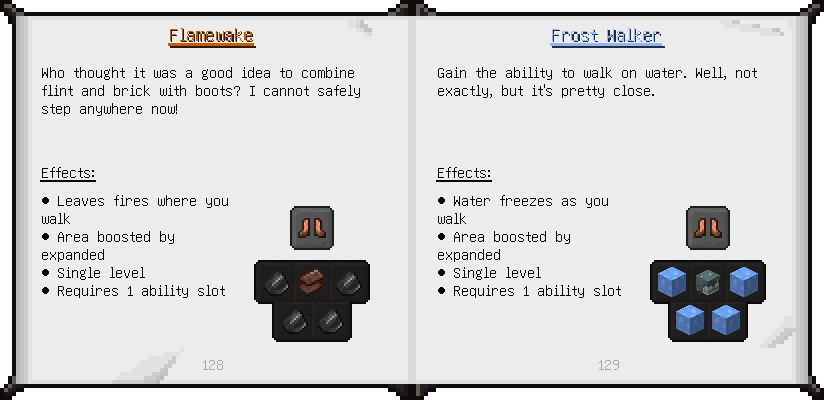 Flamewake
Who thought it was a good idea to combine
flint and brick with boots? I cannot safely
step anywhere now!
Effects:
• Leaves fires where you
walk
• Area boosted by
expanded
• Single level
• Requires 1 ability slot
128
Frost Walker
Gain the ability to walk on water. Well, not
exactly, but it's pretty close.
Effects:
• Water freezes as you
walk
• Area boosted by
expanded
• Single level
• Requires 1 ability slot
129